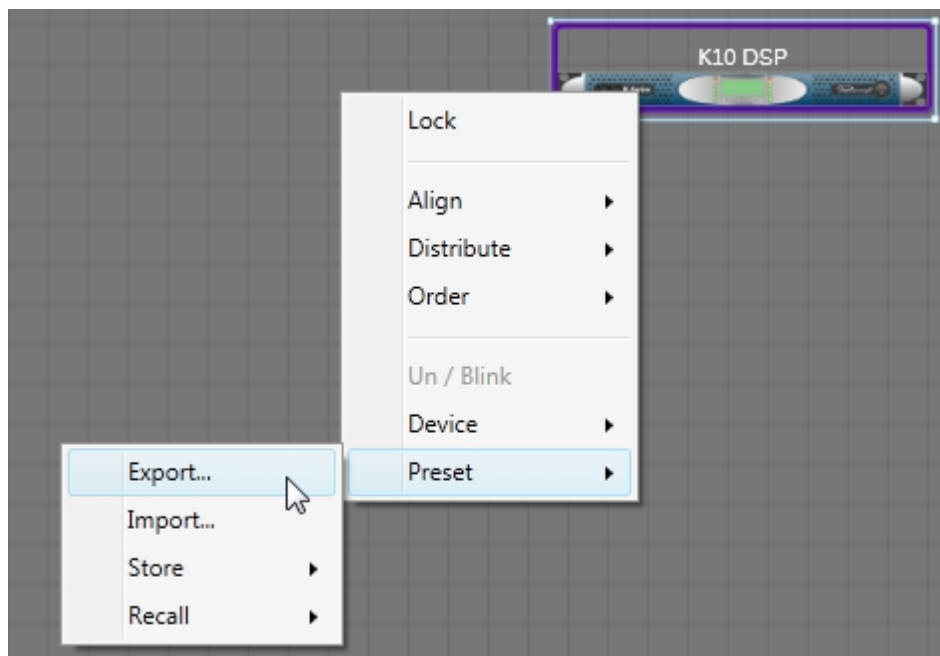 K10 DSP
Lock
Align
Distribute
Order
Un / Blink
Device
Preset
Export...
Import...
Store
Recall